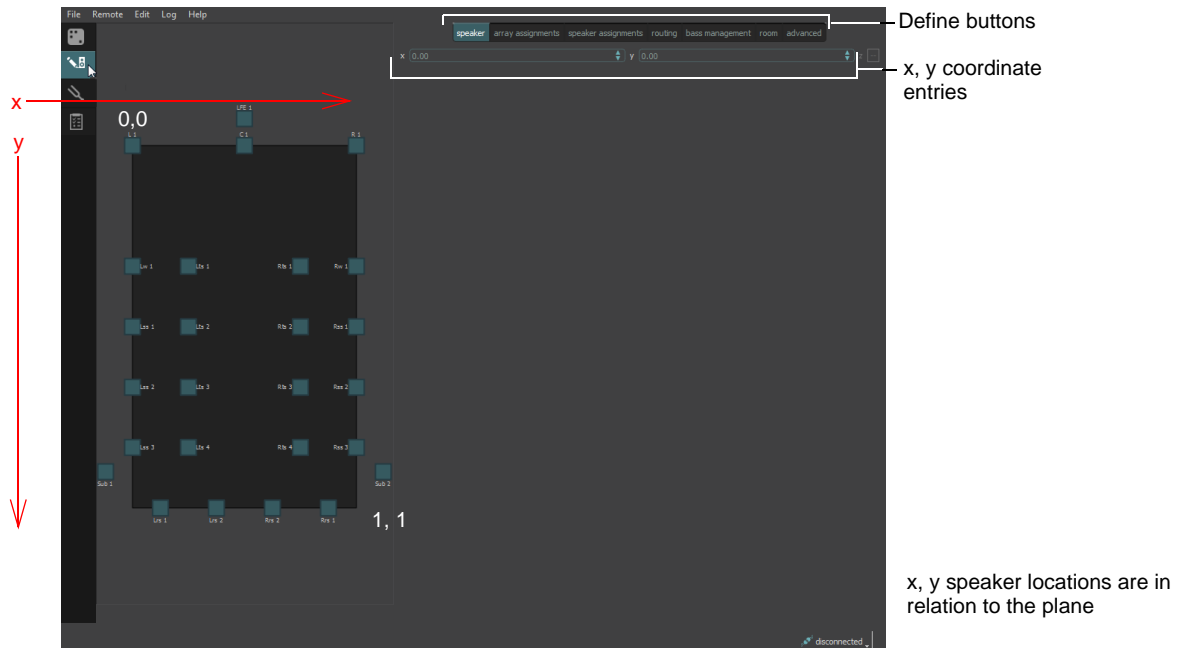 File Remote Edit Log Help
Define buttons
speaker array assignments speaker assignments routing bass management room advanced
x 0.00 y 0.00 z
x, y coordinate
entries
x
y
0,0
LFE 1
L 1 C 1 R 1
Lw 1 Lts 1 Rts 1 Rw 1
Lss 1 Lts 2 Rts 2 Rss 1
Lss 2 Lts 3 Rts 3 Rss 2
Lss 3 Lts 4 Rts 4 Rss 3
Sub 1 Sub 2
Lrs 1 Lrs 2 Rrs 2 Rrs 1
1, 1
x, y speaker locations are in
relation to the plane
disconnected